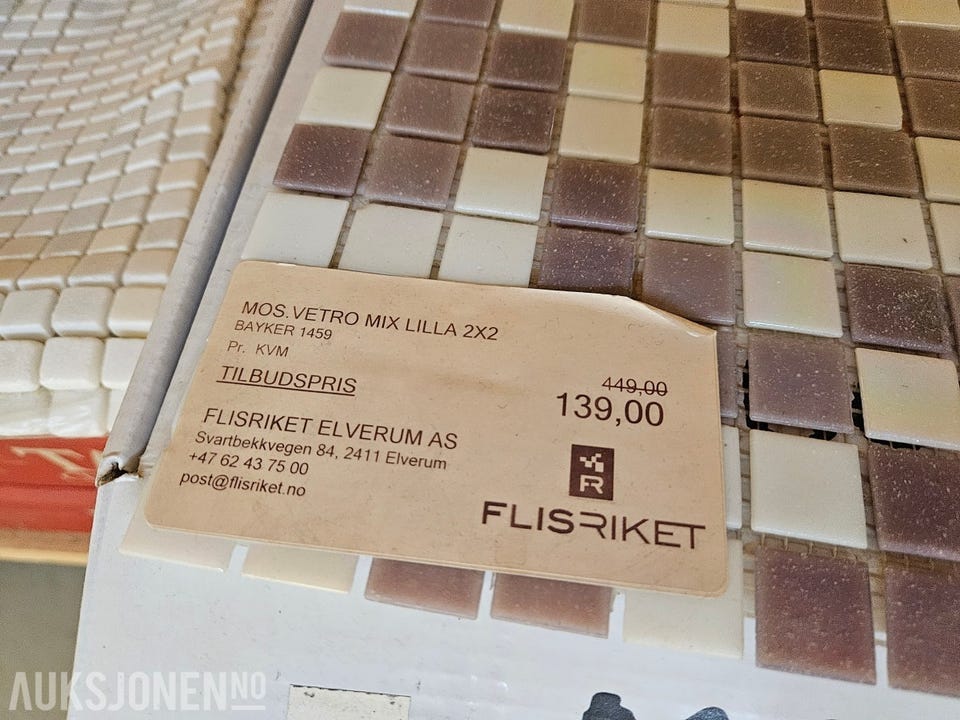 MOS.VETRO MIX LILLA 2X2
BAYKER 1459
Pr. KVM
TILBUDSPRIS
449,00
139,00
FLISRIKET ELVERUM AS
Svartbekkvegen 84, 2411 Elverum
+47 62 43 75 00
post@flisriket.no
FR
FLISRIKET
AUKSJONEN NO